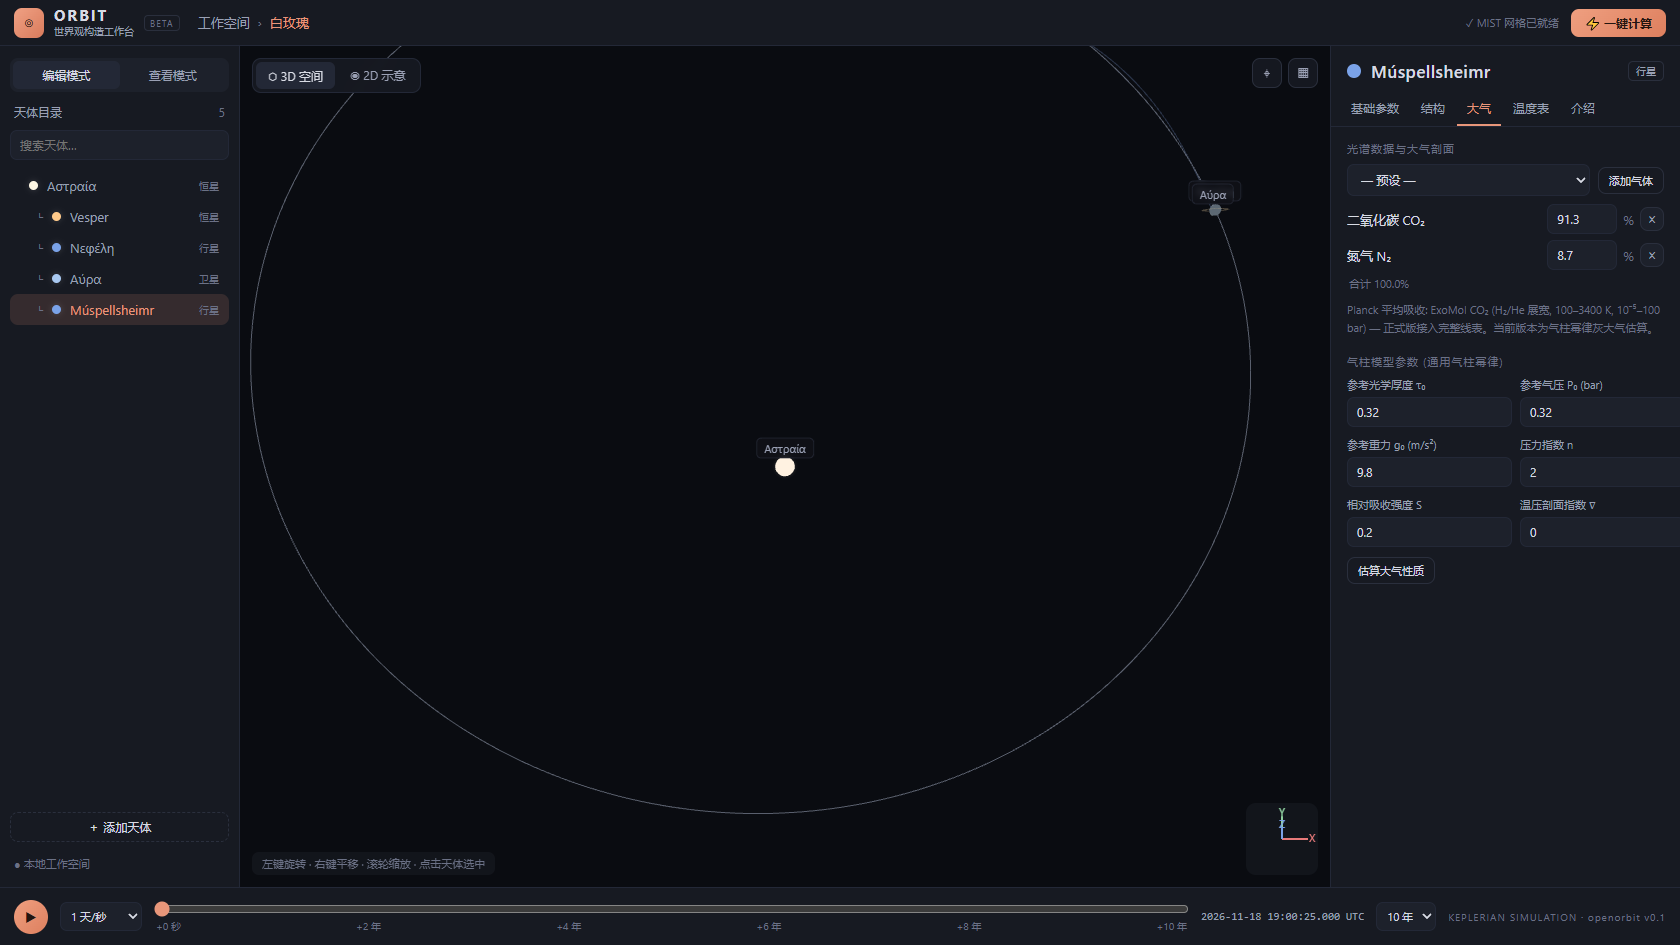 ORBIT
世界观构造工作台
BETA
工作空间 › 白玫瑰
✓ MIST 网格已就绪
⚡ 一键计算
编辑模式
查看模式
天体目录
5
搜索天体...
Αστραία 恒星
└ Vesper 恒星
└ Νεφέλη 行星
└ Αύρα 卫星
└ Múspellsheimr 行星
+ 添加天体
● 本地工作空间
⬡ 3D 空间
◉ 2D 示意
⌖
▦
Αύρα
Αστραία
Y
Z
X
左键旋转 · 右键平移 · 滚轮缩放 · 点击天体选中
Múspellsheimr
行星
基础参数 结构 大气 温度表 介绍
光谱数据与大气剖面
— 预设 —
添加气体
二氧化碳 CO₂ 91.3 % ×
氮气 N₂ 8.7 % ×
合计 100.0%
Planck 平均吸收: ExoMol CO₂ (H₂/He 展宽, 100–3400 K, 10⁻⁵–100
bar) — 正式版接入完整线表。当前版本为气柱幂律灰大气估算。
气柱模型参数 (通用气柱幂律)
参考光学厚度 τ₀ 参考气压 P₀ (bar)
0.32 0.32
参考重力 g₀ (m/s²) 压力指数 n
9.8 2
相对吸收强度 S 温压剖面指数 ∇
0.2 0
估算大气性质
▶
1 天/秒
+0 秒 +2 年 +4 年 +6 年 +8 年 +10 年
2026-11-18 19:00:25.000 UTC
10 年
KEPLERIAN SIMULATION · openorbit v0.1